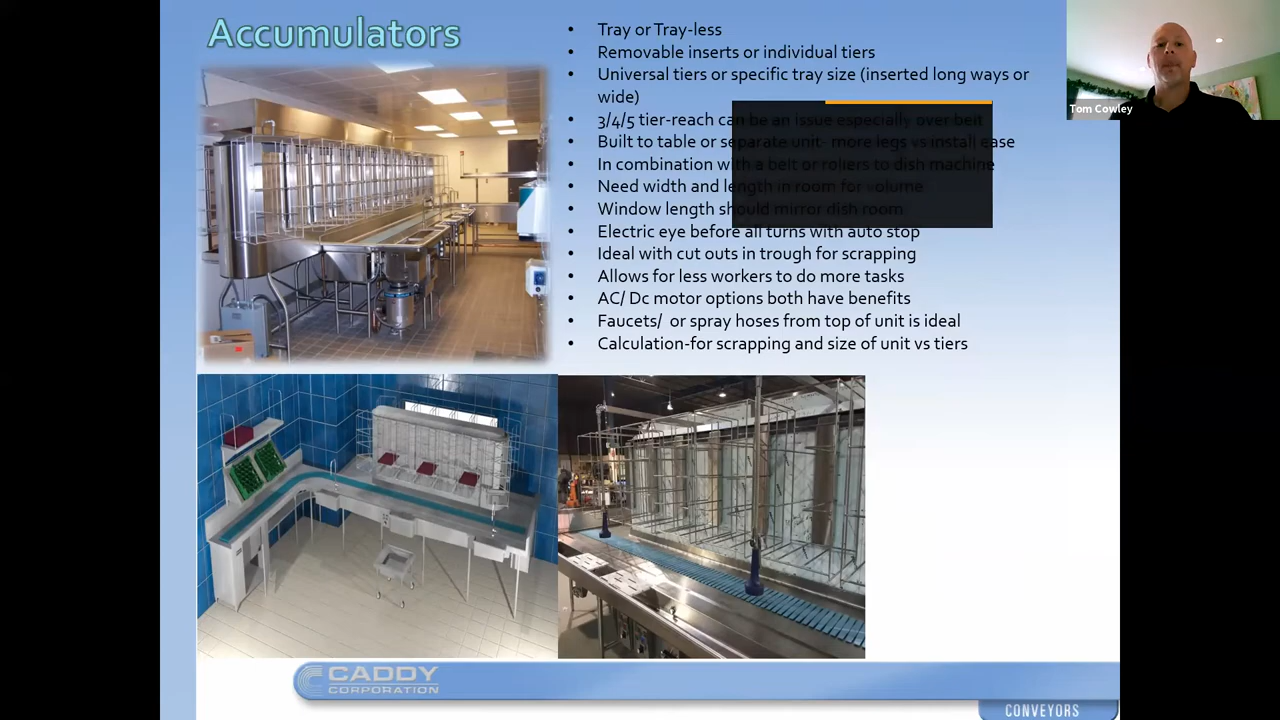 Accumulators
• Tray or Tray-less
• Removable inserts or individual tiers
• Universal tiers or specific tray size (inserted long ways or
wide)
• 3/4/5 tier-reach can be an issue especially over belt
• Built to table or separate unit- more legs vs install ease
• In combination with a belt or rollers to dish machine
• Need width and length in room for volume
• Window length should mirror dish room
• Electric eye before all turns with auto stop
• Ideal with cut outs in trough for scrapping
• Allows for less workers to do more tasks
• AC/ Dc motor options both have benefits
• Faucets/ or spray hoses from top of unit is ideal
• Calculation-for scrapping and size of unit vs tiers
Tom Cowley
CADDY
CORPORATION
CONVEYORS